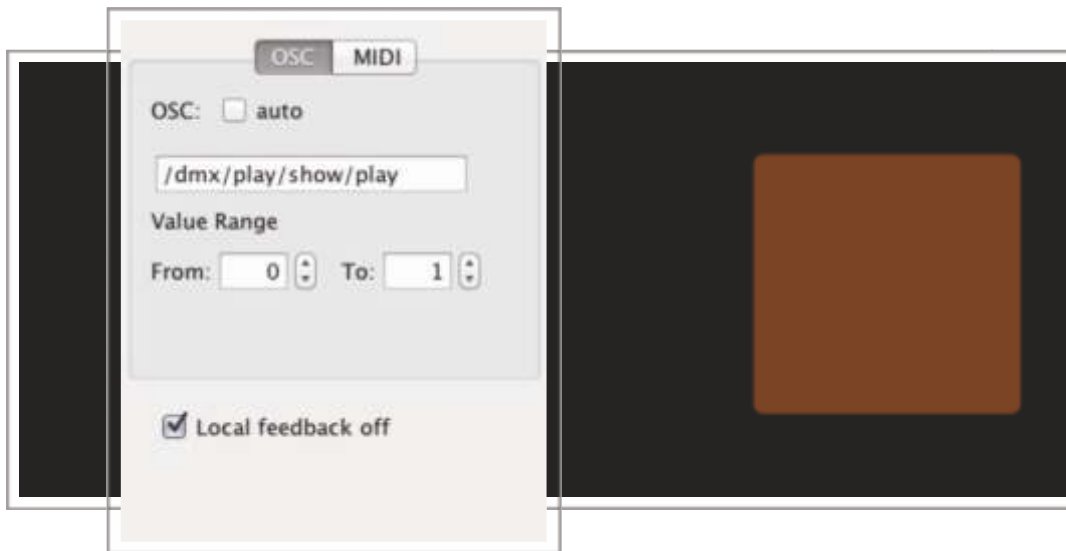 OSC MIDI
OSC: auto
/dmx/play/show/play
Value Range
From: 0 To: 1
Local feedback off